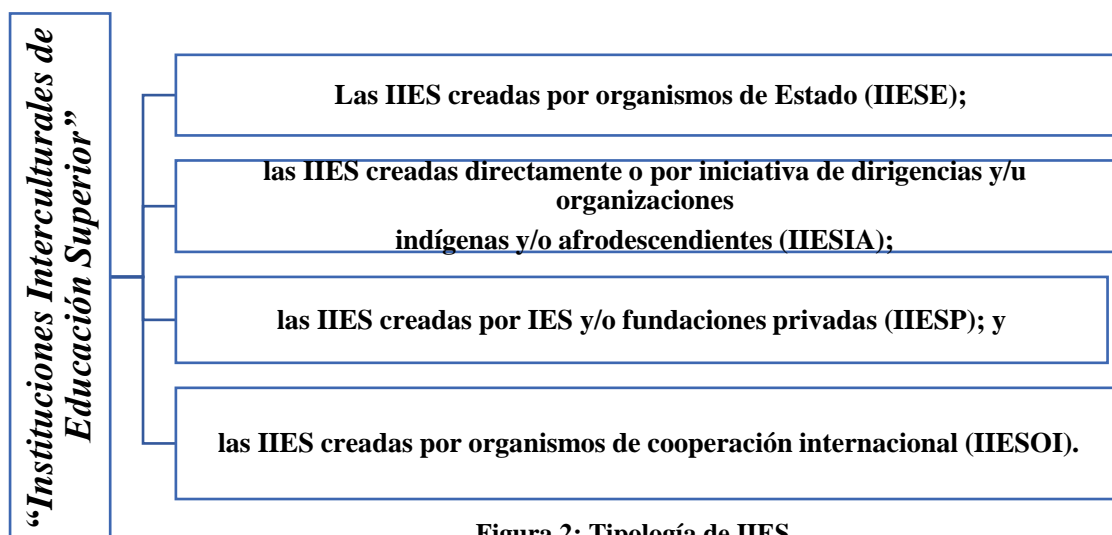 “Instituciones Interculturales de
Educación Superior”
Las IIES creadas por organismos de Estado (IIESE);
las IIES creadas directamente o por iniciativa de dirigencias y/u
organizaciones
indígenas y/o afrodescendientes (IIESIA);
las IIES creadas por IES y/o fundaciones privadas (IIESP); y
las IIES creadas por organismos de cooperación internacional (IIESOI).
Figura 2: Tipología de IIES